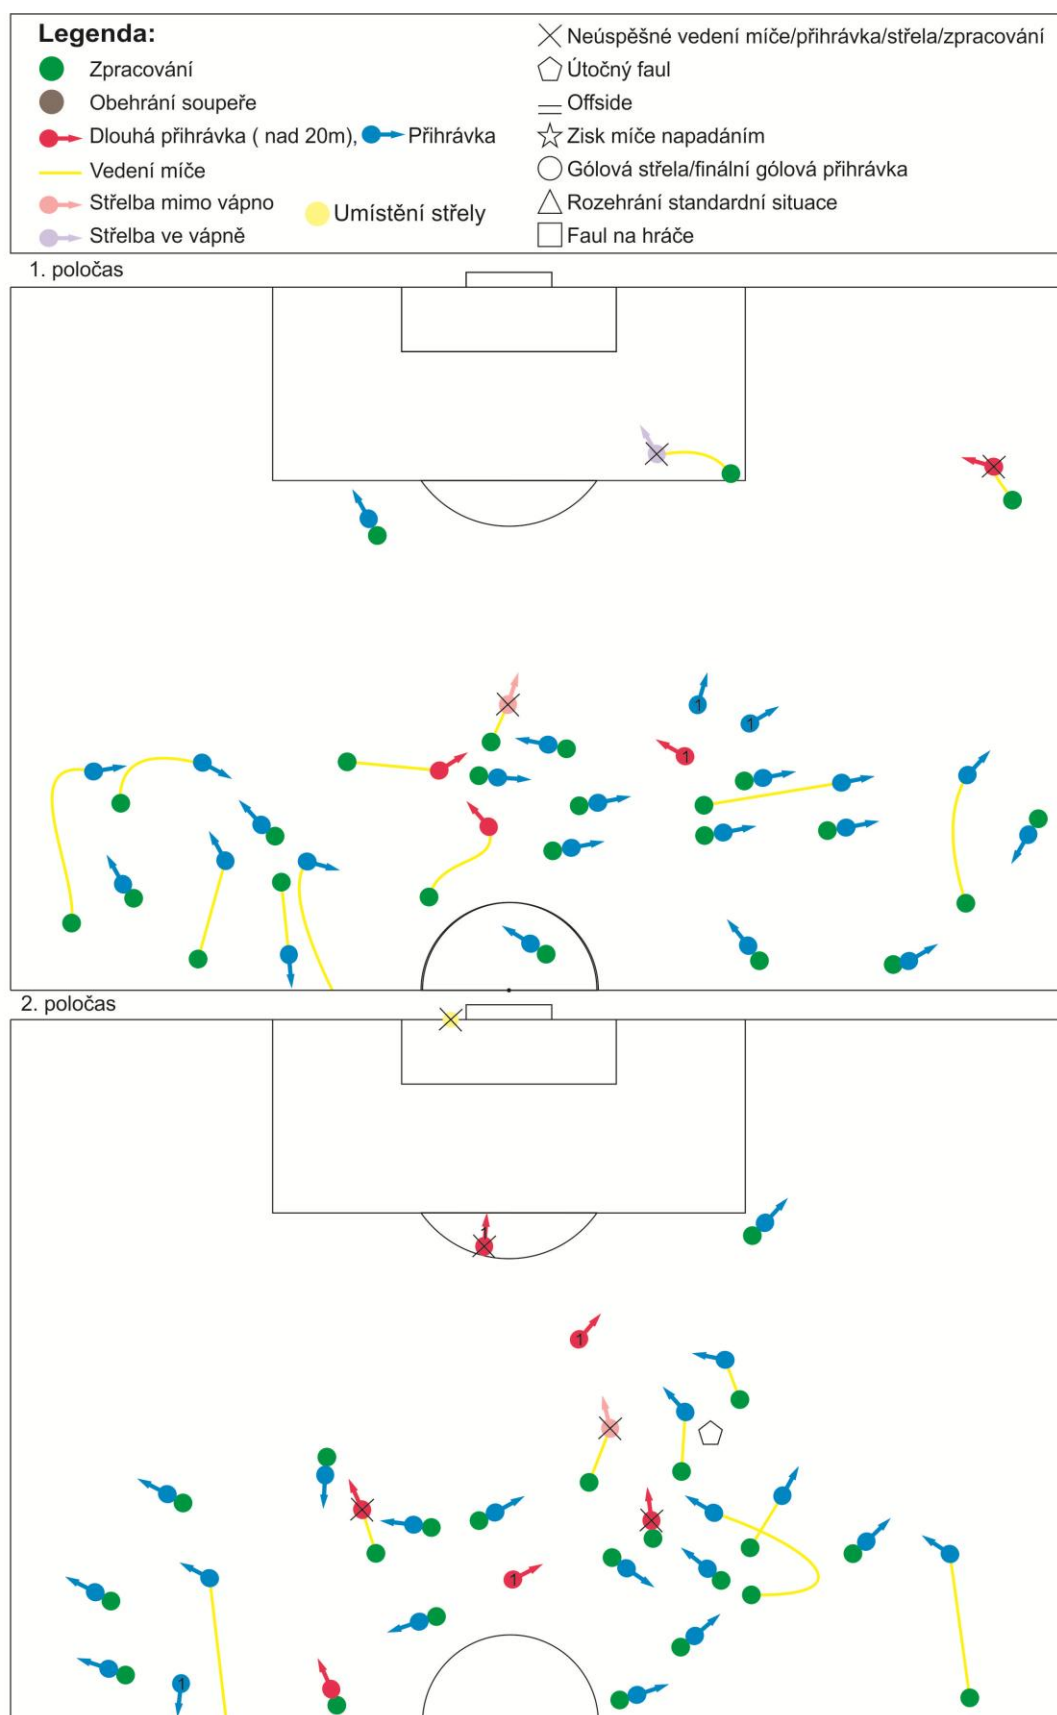 Legenda:
Zpracování
Obehrání soupeře
Dlouhá přihrávka ( nad 20m), Přihrávka
Vedení míče
Střelba mimo vápno
Umístění střely
Střelba ve vápně
Neúspěšné vedení míče/přihrávka/střela/zpracování
Útočný faul
Offside
Zisk míče napadáním
Gólová střela/finální gólová přihrávka
Rozehrání standardní situace
Faul na hráče
1. poločas
1
1
1
2. poločas
1
1
1
1